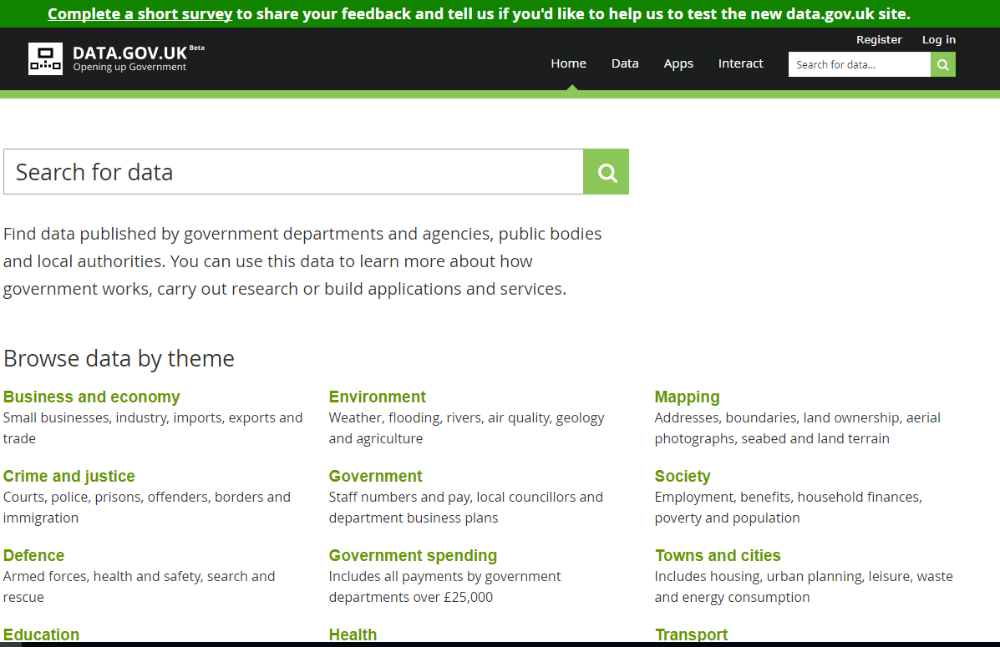 Complete a short survey to share your feedback and tell us if you'd like to help us to test the new data.gov.uk site.
Register Log in
DATA.GOV.UK Beta
Opening up Government
Home Data Apps Interact
Search for data...
Search for data
Find data published by government departments and agencies, public bodies
and local authorities. You can use this data to learn more about how
government works, carry out research or build applications and services.
Browse data by theme
Business and economy
Small businesses, industry, imports, exports and
trade
Environment
Weather, flooding, rivers, air quality, geology
and agriculture
Mapping
Addresses, boundaries, land ownership, aerial
photographs, seabed and land terrain
Crime and justice
Courts, police, prisons, offenders, borders and
immigration
Government
Staff numbers and pay, local councillors and
department business plans
Society
Employment, benefits, household finances,
poverty and population
Defence
Armed forces, health and safety, search and
rescue
Government spending
Includes all payments by government
departments over £25,000
Towns and cities
Includes housing, urban planning, leisure, waste
and energy consumption
Education
Health
Transport